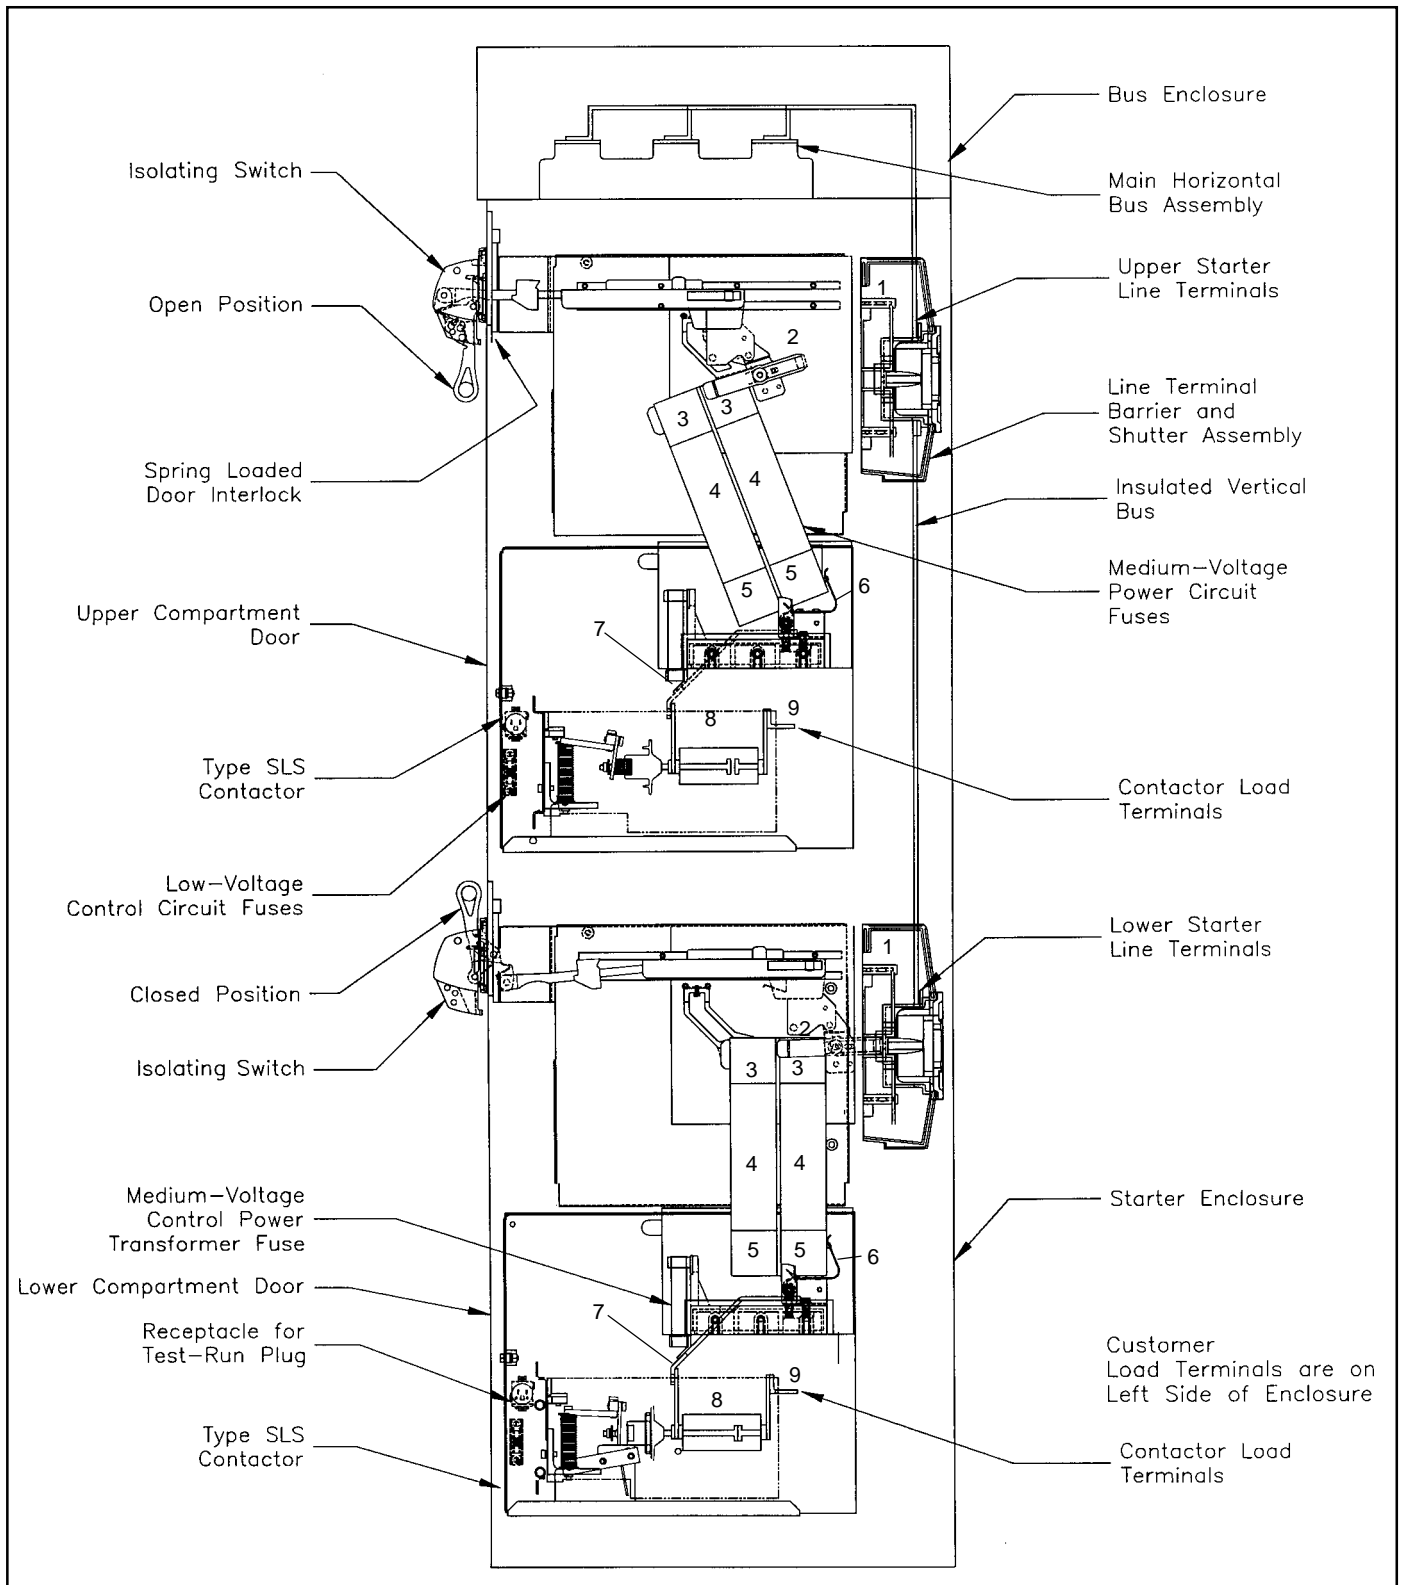 Bus Enclosure
Isolating Switch
Main Horizontal
Bus Assembly
Upper Starter
Line Terminals
1
Open Position
2
Line Terminal
Barrier and
Shutter Assembly
3
3
Spring Loaded
Door Interlock
4
4
Insulated Vertical
Bus
Medium-Voltage
Power Circuit
Fuses
5
5
6
Upper Compartment
Door
7
8
9
Type SLS
Contactor
Contactor Load
Terminals
Low-Voltage
Control Circuit Fuses
Lower Starter
Line Terminals
1
Closed Position
2
Isolating Switch
3
3
4
4
Medium-Voltage
Control Power
Transformer Fuse
Starter Enclosure
5
5
6
Lower Compartment Door
7
Receptacle for
Test-Run Plug
Customer
Load Terminals are on
Left Side of Enclosure
8
9
Type SLS
Contactor
Contactor Load
Terminals